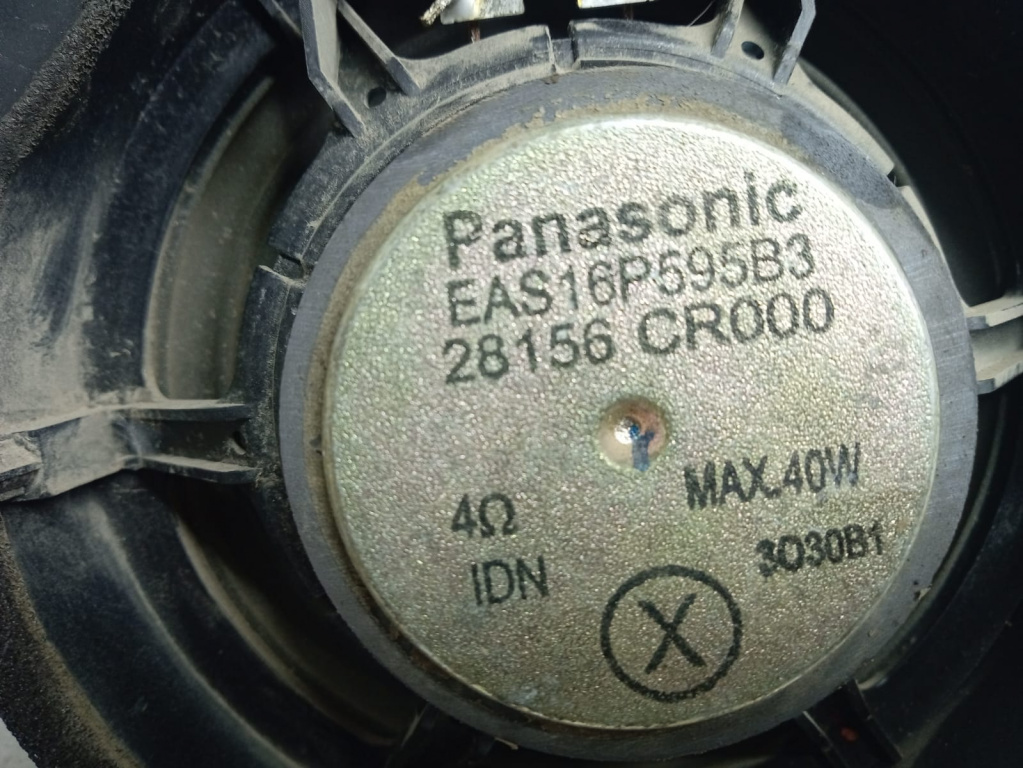 Panasonic
EAS16P595B3
28156 CR000
4Ω MAX.40W
IDN 3O30B1
X